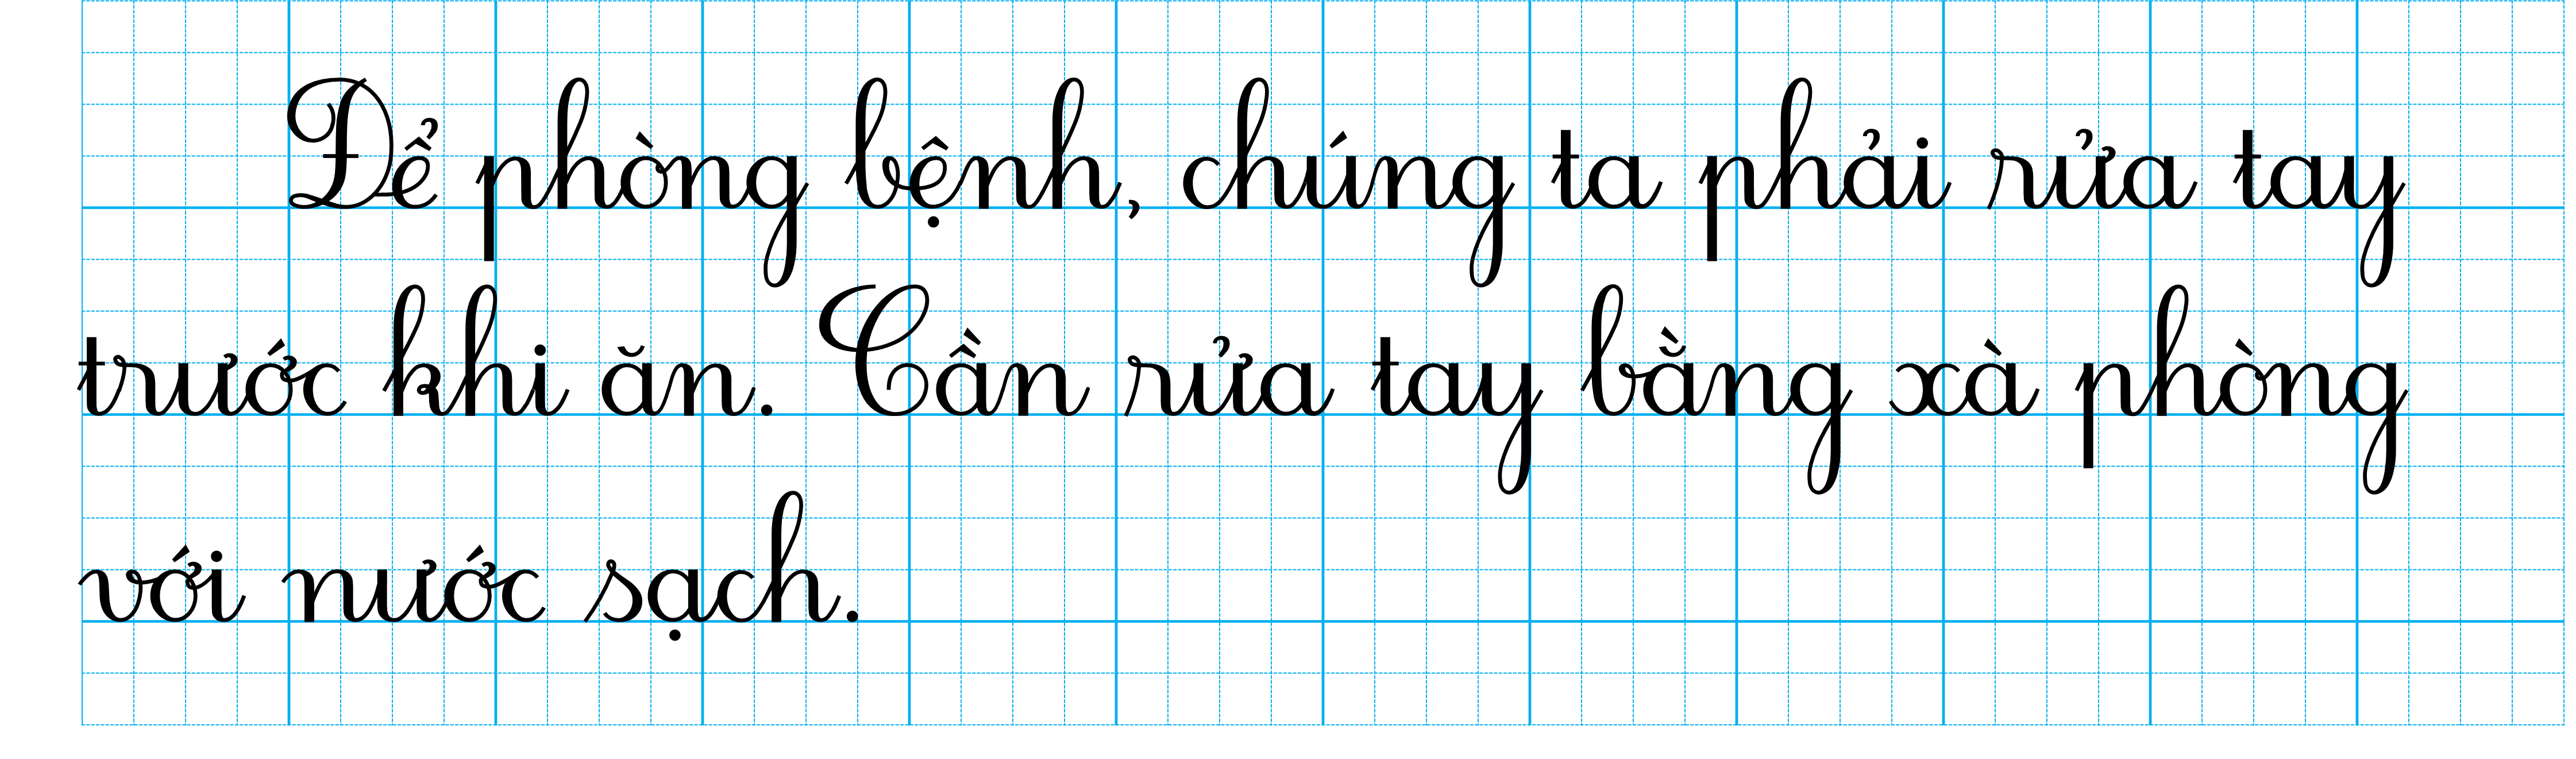 Để phòng bệnh, chúng ta phải rửa tay
trước khi ăn. Cần rửa tay bằng xà phòng
với nước sạch.